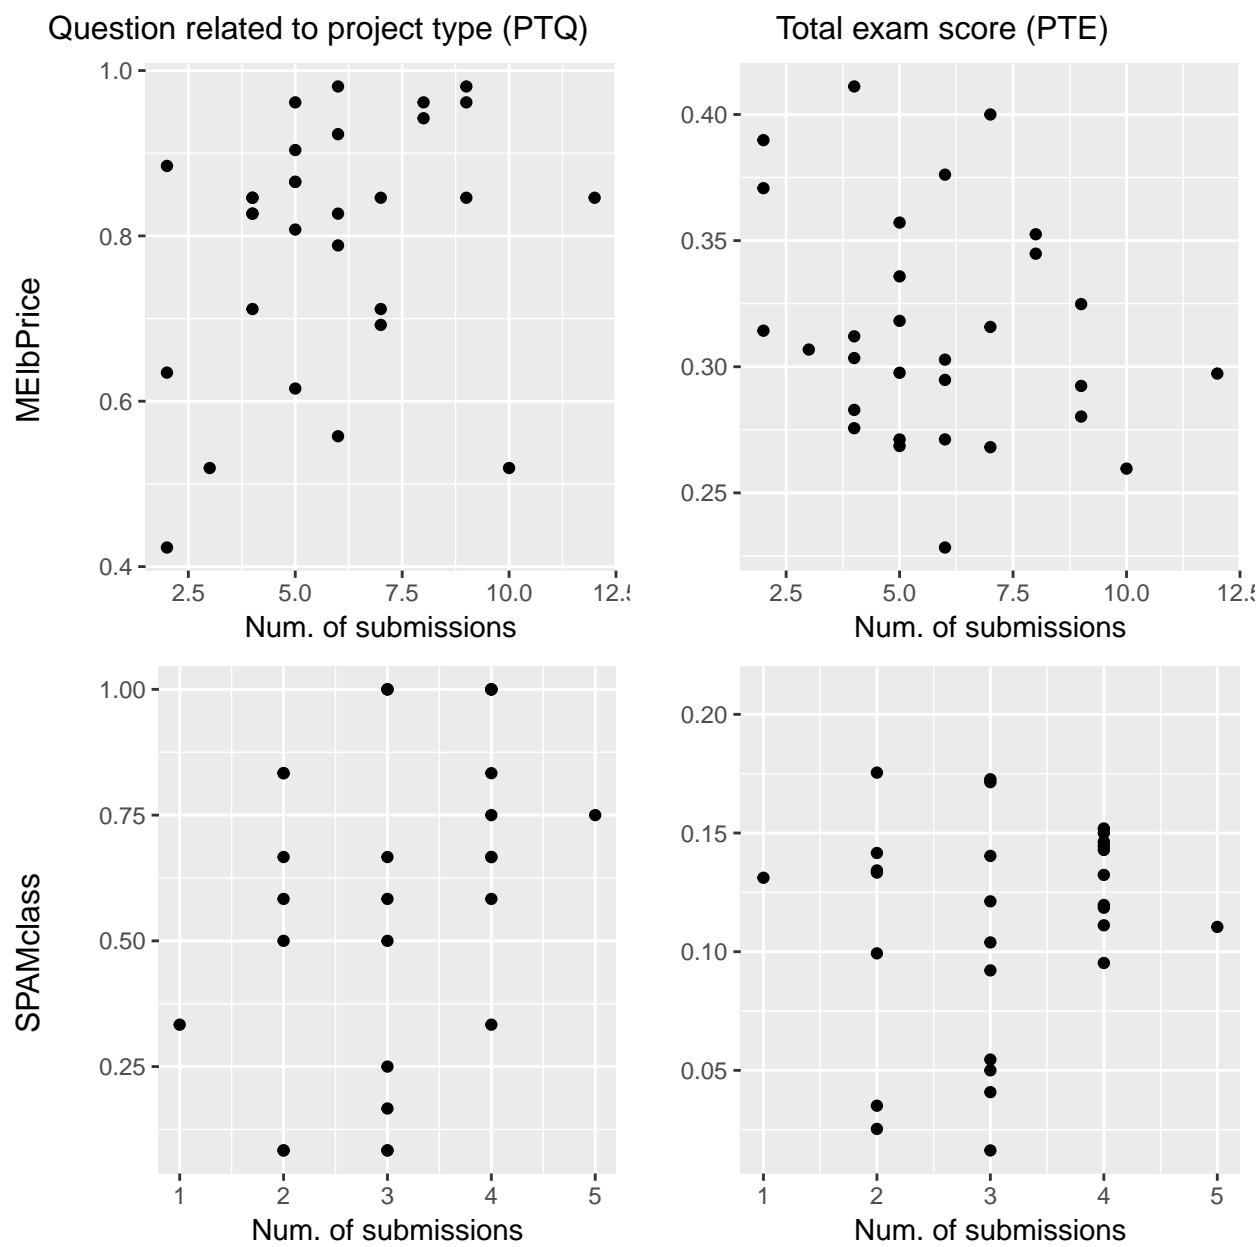 Question related to project type (PTQ)
Total exam score (PTE)
MElbPrice
1.0
0.8
0.6
0.4
2.5 5.0 7.5 10.0 12.5
Num. of submissions
0.40
0.35
0.30
0.25
2.5 5.0 7.5 10.0 12.5
Num. of submissions
SPAMclass
1.00
0.75
0.50
0.25
1 2 3 4 5
Num. of submissions
0.20
0.15
0.10
0.05
1 2 3 4 5
Num. of submissions